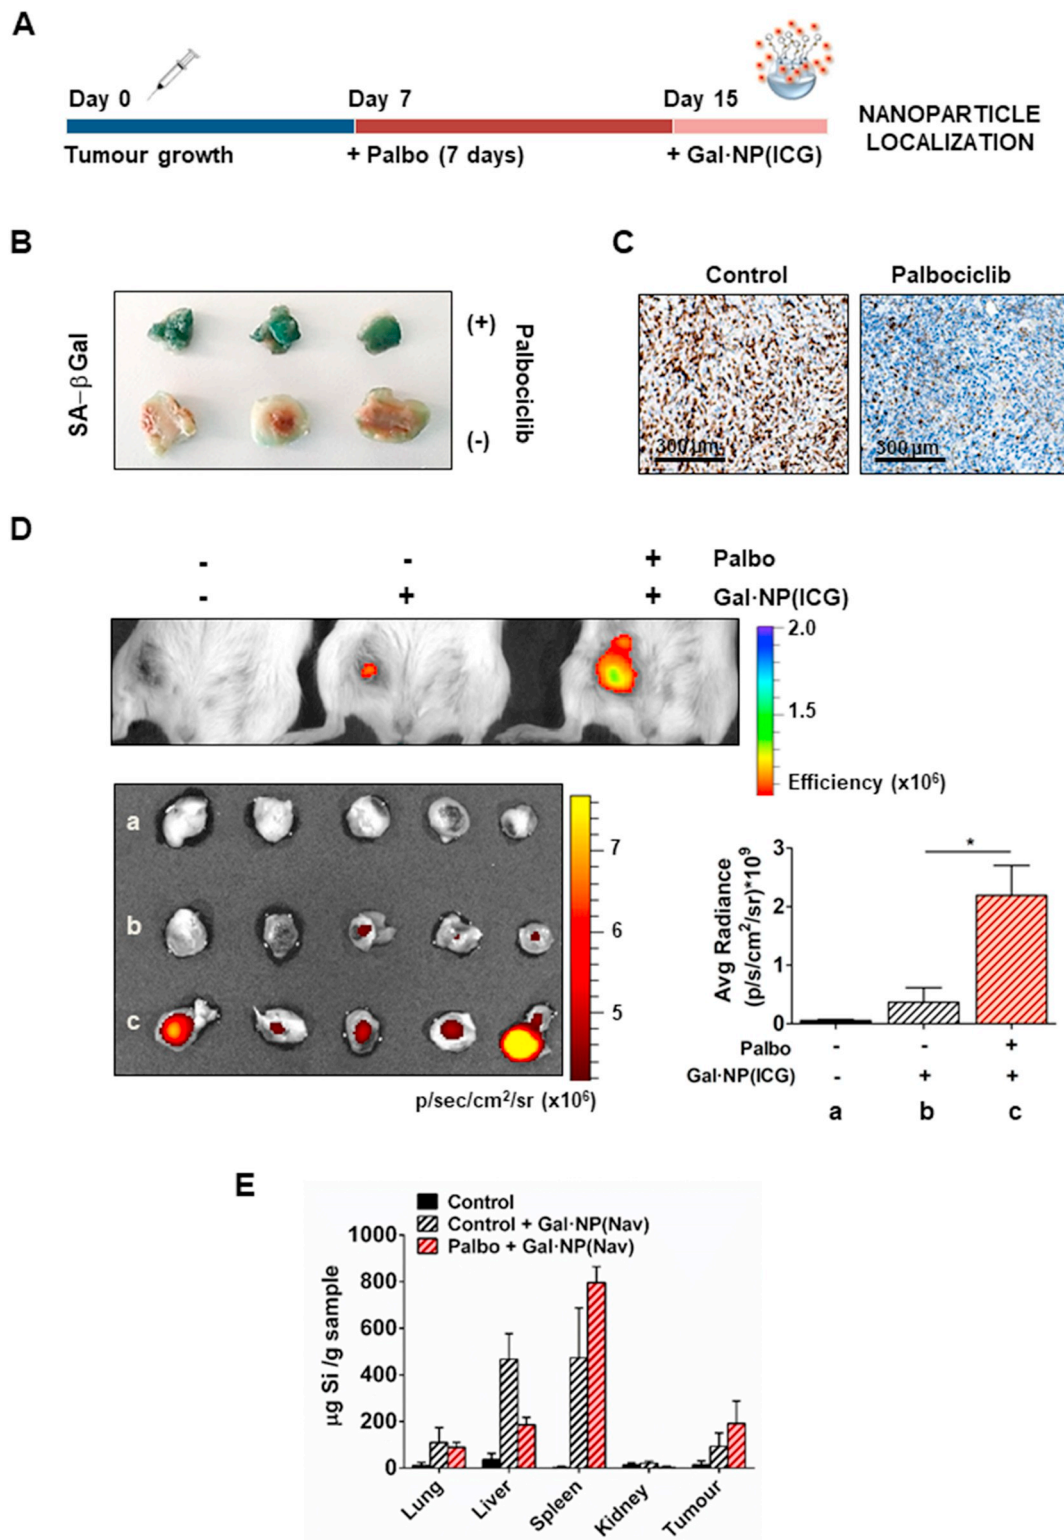 A
Day 0
Day 7
Day 15
Tumour growth
+ Palbo (7 days)
+ Gal·NP(ICG)
NANOPARTICLE
LOCALIZATION
B
SA-β Gal
(+)
(-)
Palbociclib
C
Control
Palbociclib
300 µm
300 µm
D
- - + Palbo
- + + Gal·NP(ICG)
2.0
1.5
Efficiency (x10⁶)
a
b
c
7
6
5
p/sec/cm²/sr (x10⁶)
Avg Radiance
(p/s/cm²/sr)*10⁹
3
2
1
0
*
Palbo - - +
Gal·NP(ICG) - + +
a b c
E
Control
Control + Gal·NP(Nav)
Palbo + Gal·NP(Nav)
µg Si /g sample
1000
800
600
400
200
0
Lung
Liver
Spleen
Kidney
Tumour